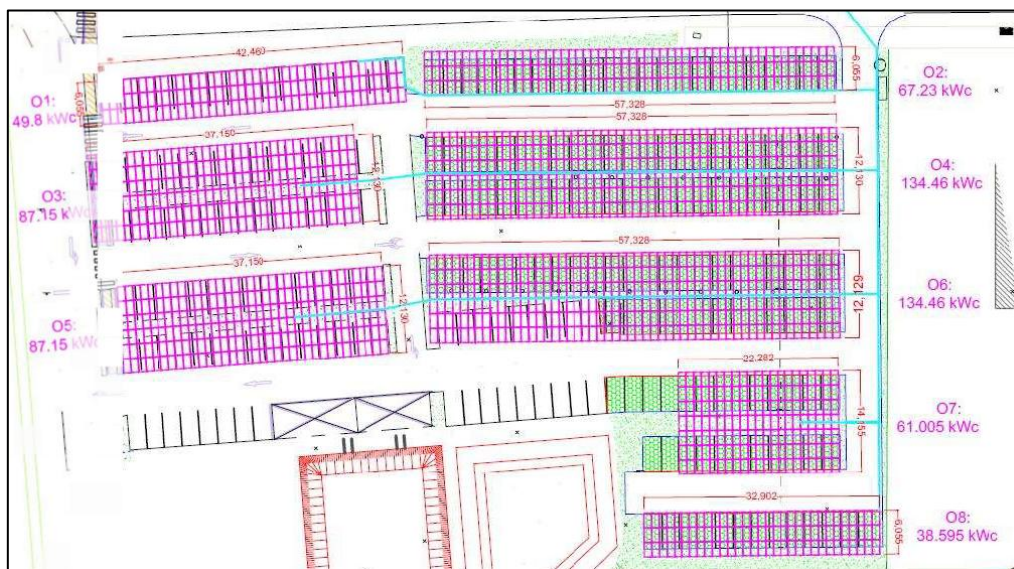 42,460
6,055
O1:
49.8 kWc
57,328
6,055
O2:
67.23 kWc
37,150
12,130
O3:
87.15 kWc
57,328
12,130
O4:
134.46 kWc
37,150
12,130
O5:
87.15 kWc
57,328
12,129
O6:
134.46 kWc
22,282
14,155
O7:
61.005 kWc
32,902
6,055
O8:
38.595 kWc